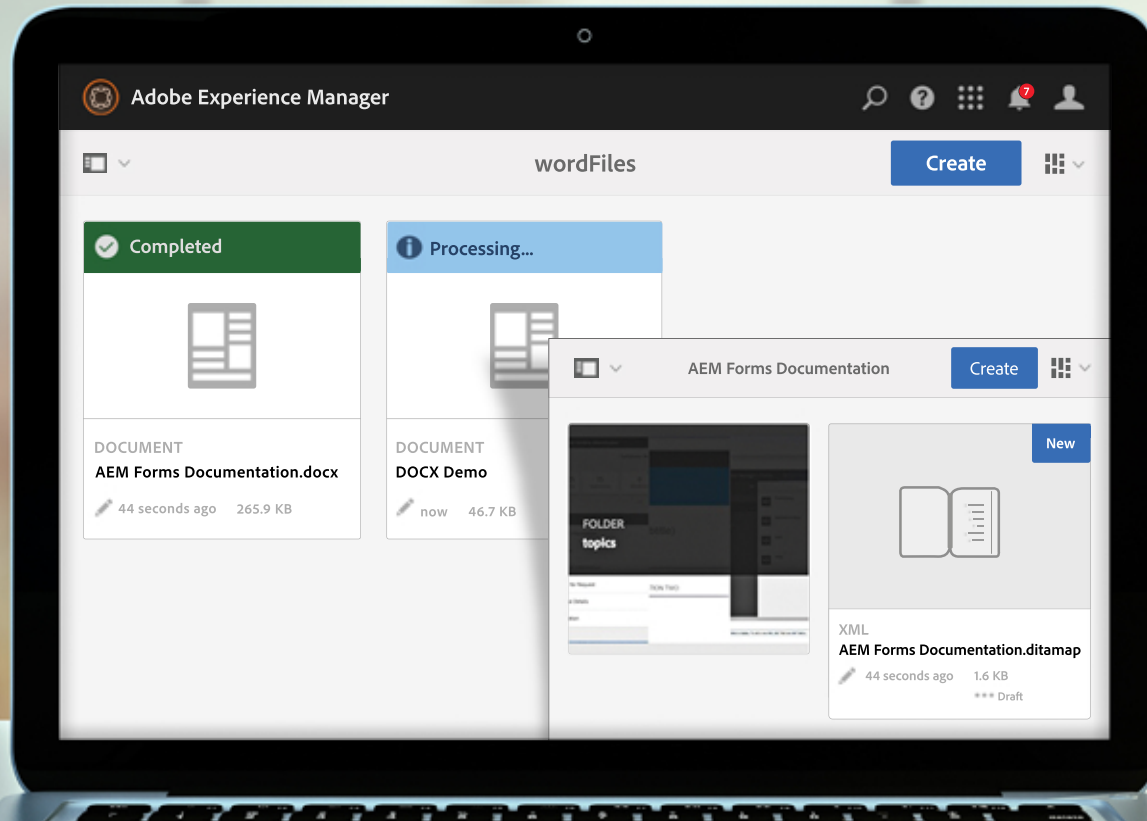 Adobe Experience Manager
7
wordFiles
Create
Completed
Processing...
DOCUMENT
AEM Forms Documentation.docx
44 seconds ago 265.9 KB
DOCUMENT
DOCX Demo
now 46.7 KB
AEM Forms Documentation
Create
FOLDER
topics
TION TWO
New
XML
AEM Forms Documentation.ditamap
44 seconds ago 1.6 KB
Draft